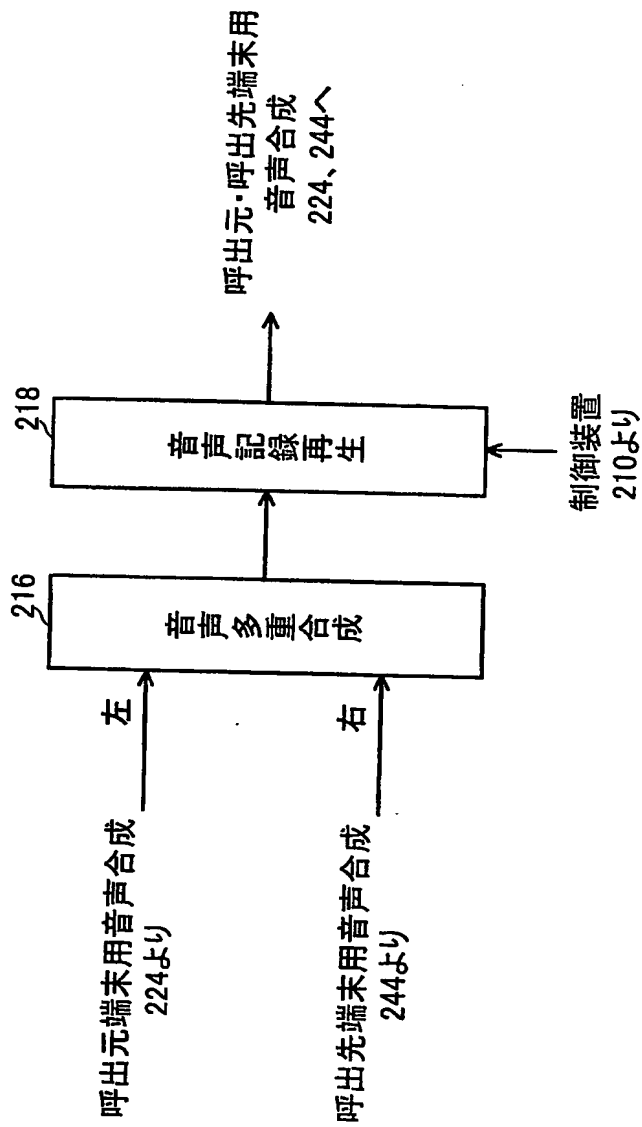 呼出元端末用音声合成
224より
左
呼出先端末用音声合成
244より
右
216
音声多重合成
218
音声記録再生
制御装置
210より
呼出元・呼出先端末用
音声合成
224、244へ